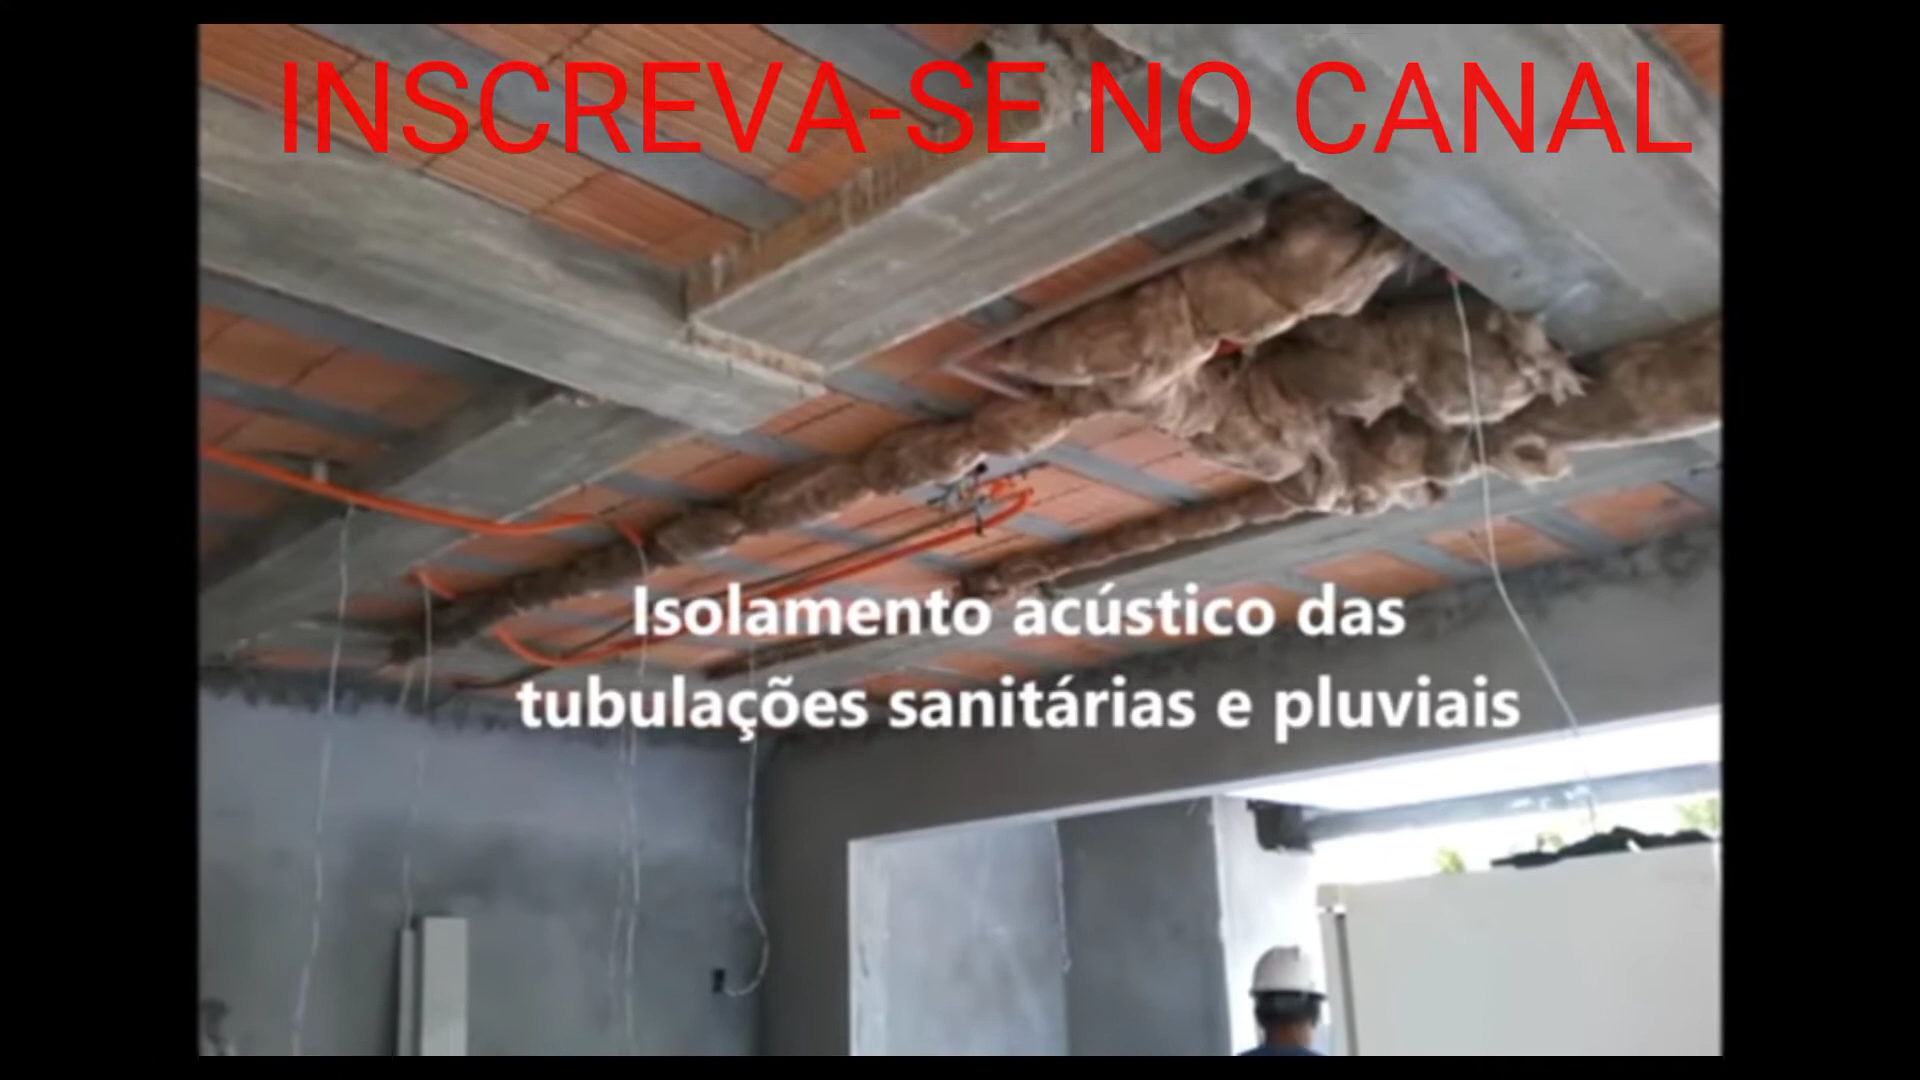 INSCREVA-SE NO CANAL
Isolamento acústico das
tubulações sanitárias e pluviais